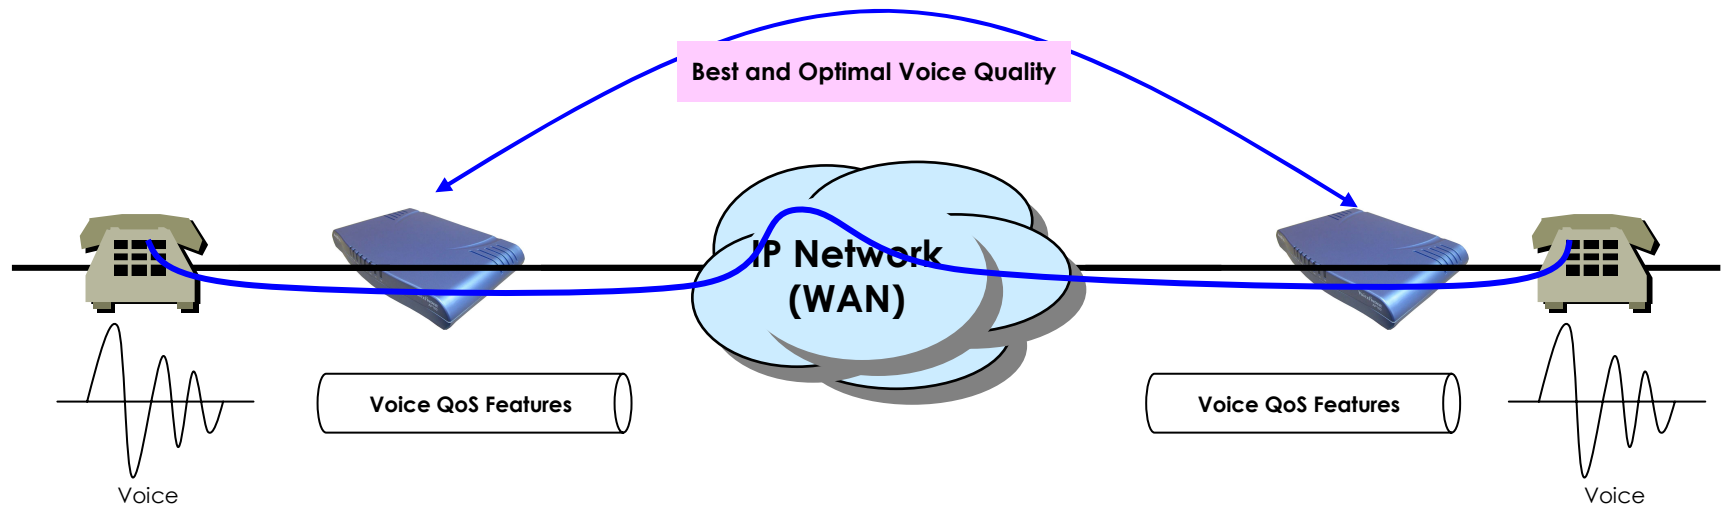 Best and Optimal Voice Quality
IP Network
(WAN)
Voice QoS Features
Voice QoS Features
Voice
Voice